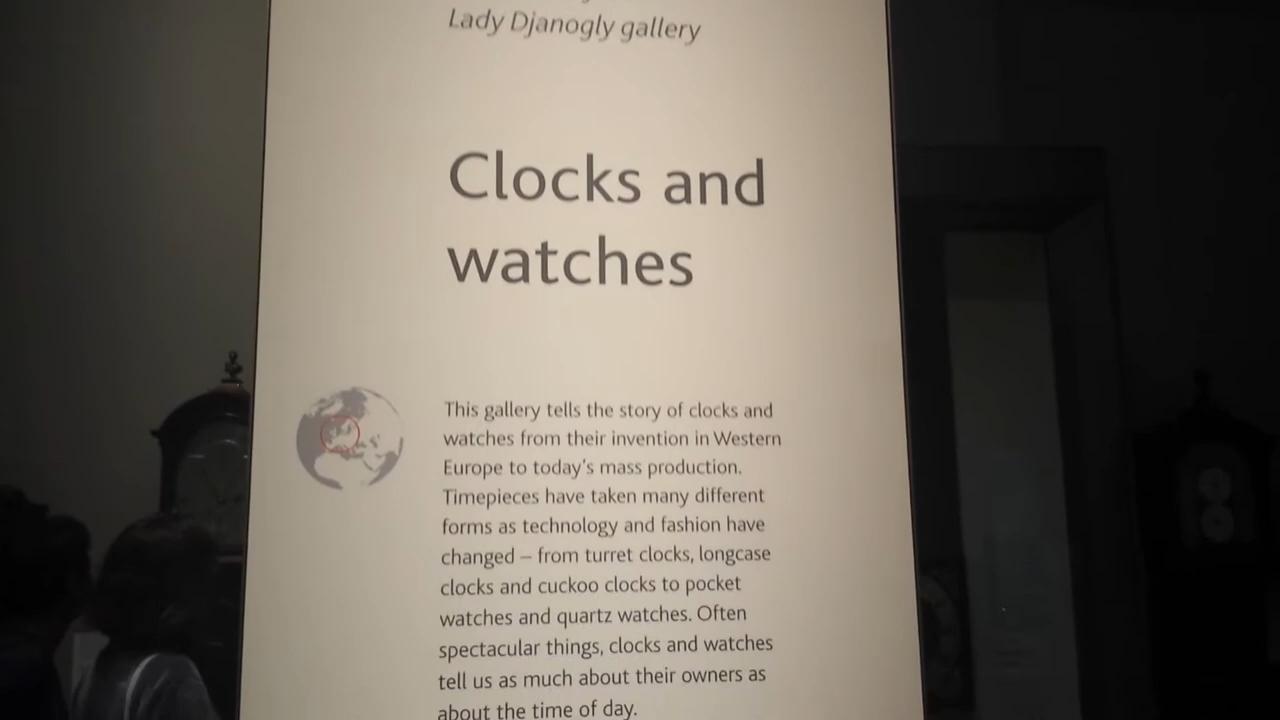 Lady Djanogly gallery
Clocks and
watches
This gallery tells the story of clocks and
watches from their invention in Western
Europe to today's mass production.
Timepieces have taken many different
forms as technology and fashion have
changed – from turret clocks, longcase
clocks and cuckoo clocks to pocket
watches and quartz watches. Often
spectacular things, clocks and watches
tell us as much about their owners as
about the time of day.